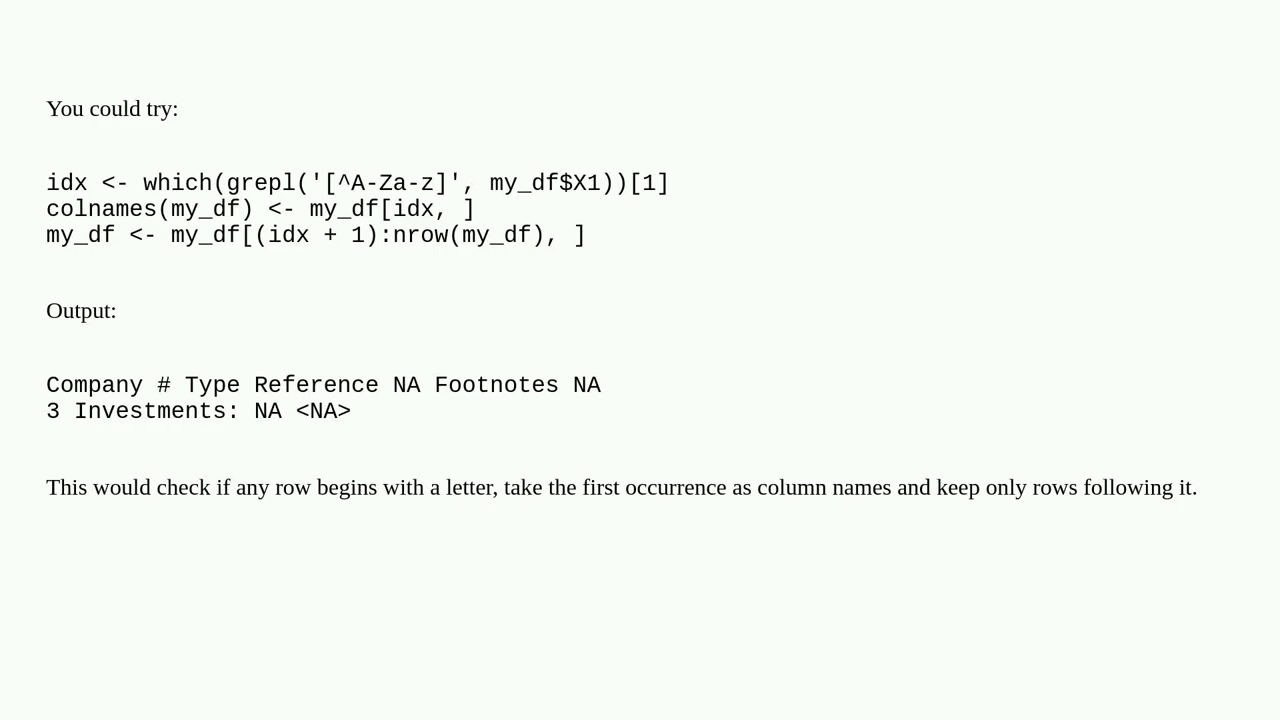 You could try:
idx <- which(grepl('[^A-Za-z]', my_df$X1))[1]
colnames(my_df) <- my_df[idx, ]
my_df <- my_df[(idx + 1):nrow(my_df), ]
Output:
Company # Type Reference NA Footnotes NA
3 Investments: NA <NA>
This would check if any row begins with a letter, take the first occurrence as column names and keep only rows following it.